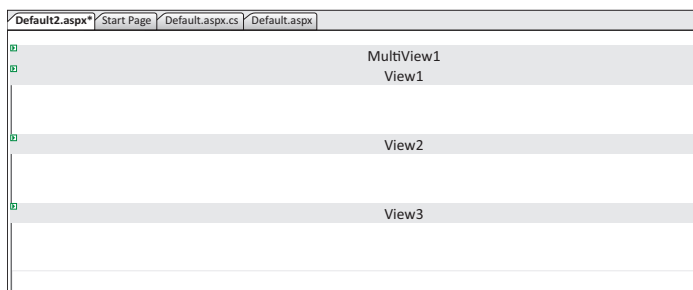 Default2.aspx* Start Page Default.aspx.cs Default.aspx
MultiView1
View1
View2
View3